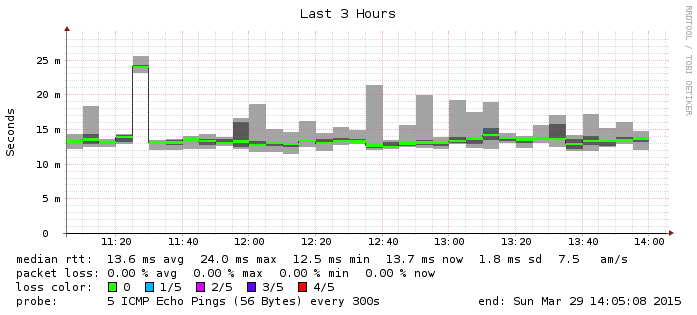 Last 3 Hours
RRDTOOL / TOBI OETIKER
Seconds
25 m
20 m
15 m
10 m
5 m
0
11:20 11:40 12:00 12:20 12:40 13:00 13:20 13:40 14:00
median rtt: 13.6 ms avg 24.0 ms max 12.5 ms min 13.7 ms now 1.8 ms sd 7.5 am/s
packet loss: 0.00 % avg 0.00 % max 0.00 % min 0.00 % now
loss color: 0 1/5 2/5 3/5 4/5
probe: 5 ICMP Echo Pings (56 Bytes) every 300s end: Sun Mar 29 14:05:08 2015